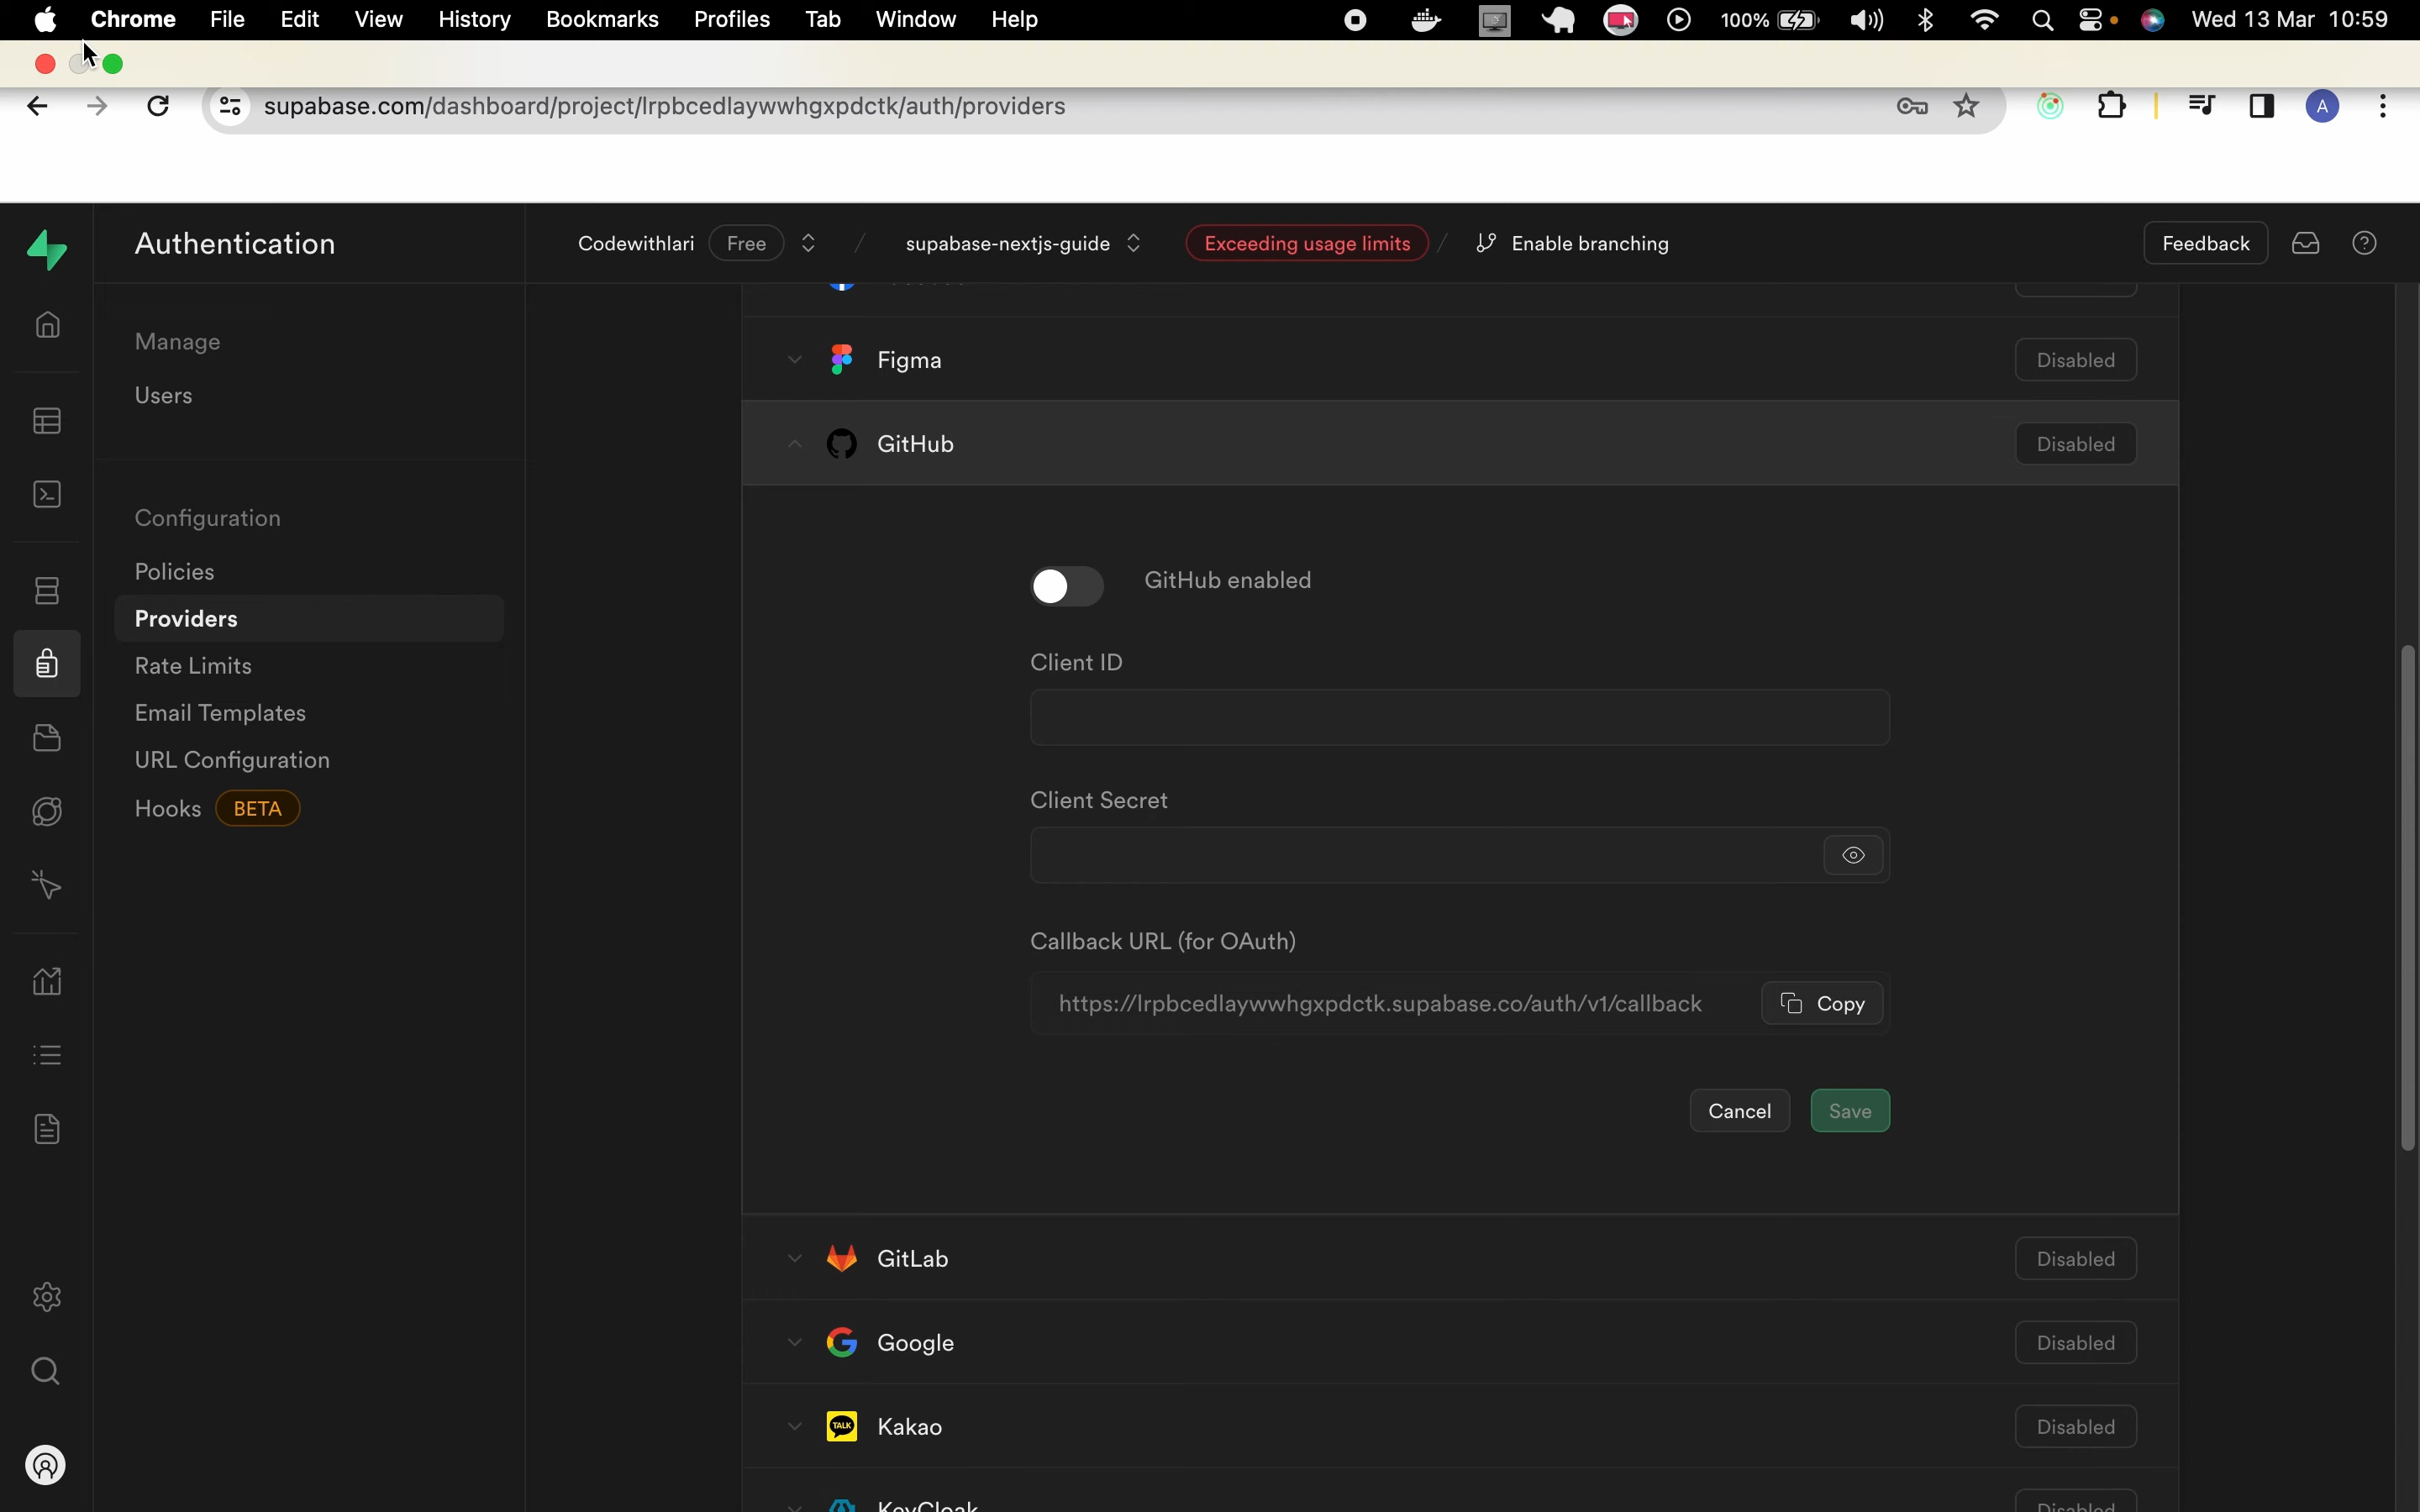 Chrome File Edit View History Bookmarks Profiles Tab Window Help 100% Wed 13 Mar 10:59
supabase.com/dashboard/project/lrpbcedlaywwhgxpdctk/auth/providers A
Authentication Codewithlari Free / supabase-nextjs-guide Exceeding usage limits / Enable branching Feedback
Manage
Users
Configuration
Policies
Providers
Rate Limits
Email Templates
URL Configuration
Hooks BETA
Figma Disabled
GitHub Disabled
GitHub enabled
Client ID
Client Secret
Callback URL (for OAuth)
https://lrpbcedlaywwhgxpdctk.supabase.co/auth/v1/callback Copy
Cancel Save
GitLab Disabled
Google Disabled
TALK Kakao Disabled
KeyCloak Disabled